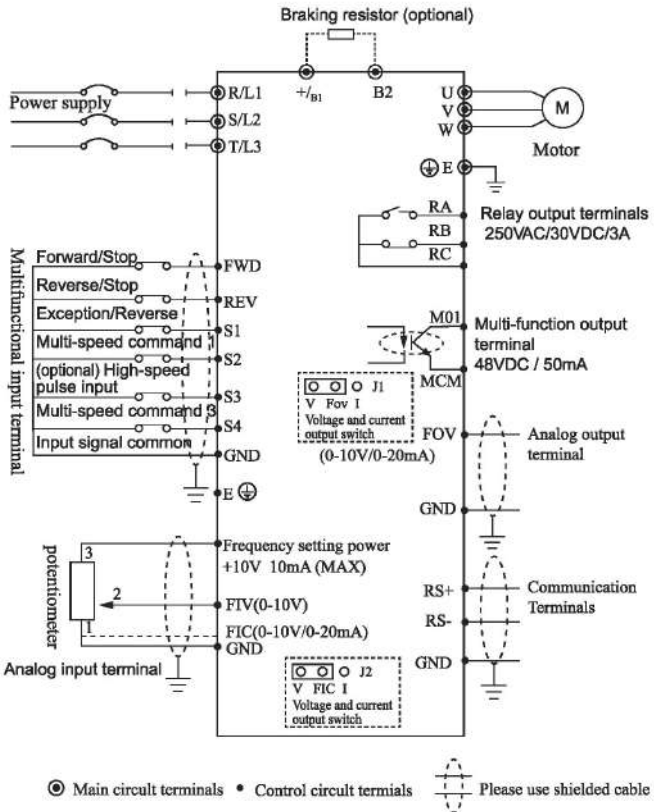 Braking resistor (optional)
+/B1
B2
Power supply
R/L1
S/L2
T/L3
U
V
W
M
Motor
E
RA
RB
RC
Relay output terminals
250VAC/30VDC/3A
Multifunctional input terminal
Forward/Stop
FWD
Reverse/Stop
REV
Exception/Reverse
S1
Multi-speed command 1
S2
(optional) High-speed
pulse input
S3
Multi-speed command 3
S4
Input signal common
GND
E
M01
MCM
Multi-function output
terminal
48VDC / 50mA
J1
V Fov I
Voltage and current
output switch
(0-10V/0-20mA)
FOV
Analog output
terminal
GND
potentiometer
3
2
1
Frequency setting power
+10V 10mA (MAX)
FIV(0-10V)
FIC(0-10V/0-20mA)
GND
Analog input terminal
RS+
RS-
Communication
Terminals
GND
J2
V FIC I
Voltage and current
output switch
Main circult terminals
Control circult termials
Please use shielded cable